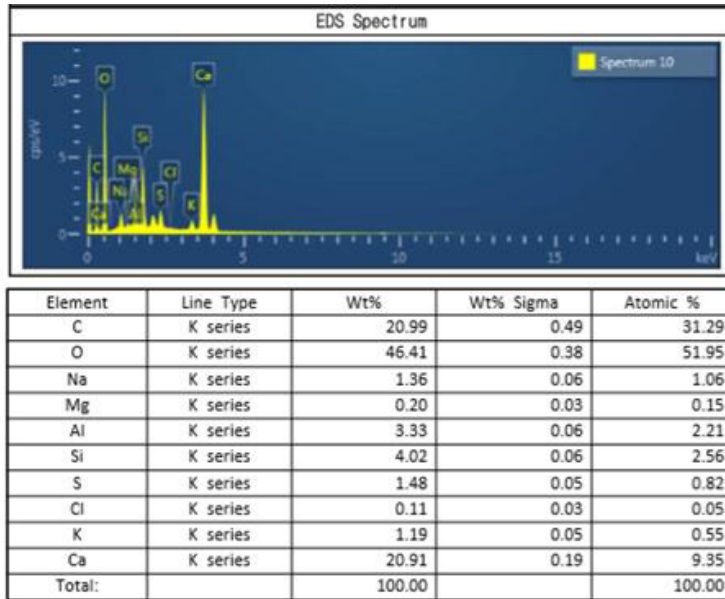 EDS Spectrum
Spectrum 10
10
O
Ca
cps/eV
Si
5
C
Mg
Cl
Na
S
K
Ca
Al
0
0
5
10
15
keV
Element Line Type Wt% Wt% Sigma Atomic %
C K series 20.99 0.49 31.29
O K series 46.41 0.38 51.95
Na K series 1.36 0.06 1.06
Mg K series 0.20 0.03 0.15
Al K series 3.33 0.06 2.21
Si K series 4.02 0.06 2.56
S K series 1.48 0.05 0.82
Cl K series 0.11 0.03 0.05
K K series 1.19 0.05 0.55
Ca K series 20.91 0.19 9.35
Total: 100.00 100.00